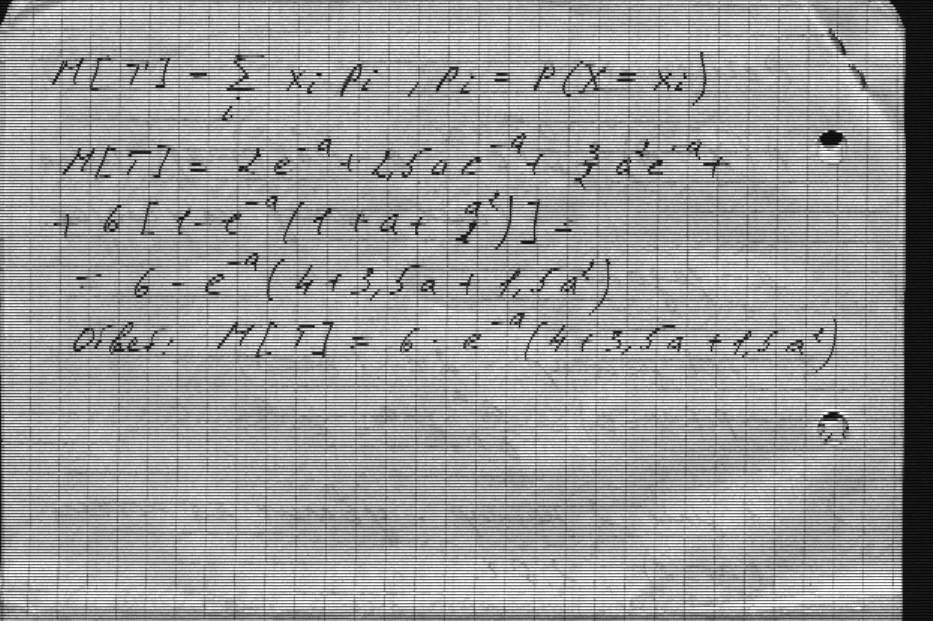 M[T] = ∑_i x_i p_i , p_i = P(X = x_i)
M[T] = 2e^{-a} + 2,5ae^{-a} + \frac{3}{2}a^2e^{-a} +
+ 6[1 - e^{-a}(1 + a + \frac{a^2}{2})] =
= 6 - e^{-a}(4 + 3,5a + 1,5a^2)
Ответ: M[T] = 6 - e^{-a}(4 + 3,5a + 1,5a^2)